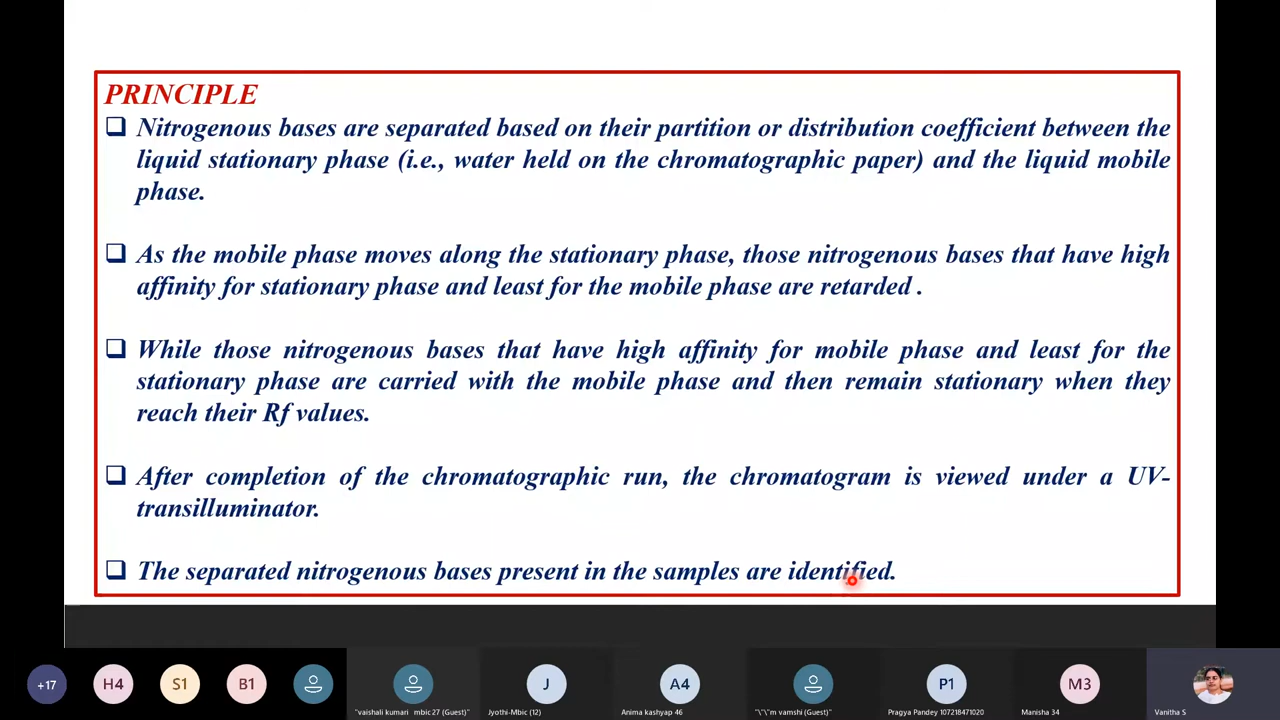 PRINCIPLE
Nitrogenous bases are separated based on their partition or distribution coefficient between the
liquid stationary phase (i.e., water held on the chromatographic paper) and the liquid mobile
phase.
As the mobile phase moves along the stationary phase, those nitrogenous bases that have high
affinity for stationary phase and least for the mobile phase are retarded .
While those nitrogenous bases that have high affinity for mobile phase and least for the
stationary phase are carried with the mobile phase and then remain stationary when they
reach their Rf values.
After completion of the chromatographic run, the chromatogram is viewed under a UV-
transilluminator.
The separated nitrogenous bases present in the samples are identified.
+17
H4
S1
B1
J
A4
P1
M3
"vaishali kumari mbic27 (Guest)"
Jyothi-Mbic (12)
Anima kashyap 46
"\"\"m vamshi (Guest)"
Pragya Pandey 107218471020
Manisha 34
Vanitha S